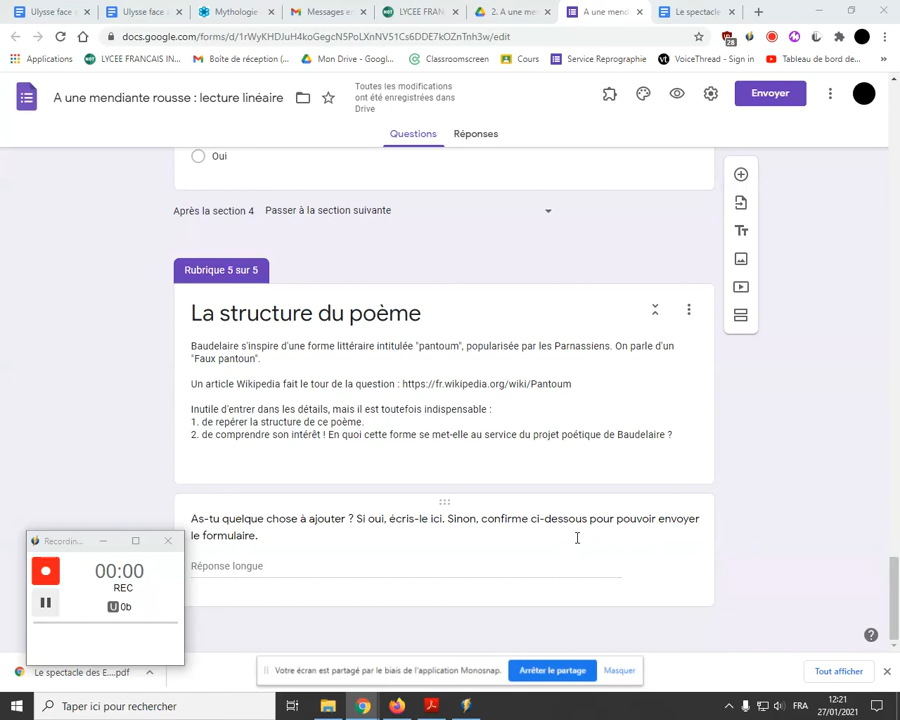 Ulysse face
Ulysse face a
Mythologie
Messages e
LYCEE FRAN
2. A une me
A une mend
Le spectacle
docs.google.com/forms/d/1rWyKHDJuH4koGegcN5PoLXnNV51Cs6DDE7kOZnTnh3w/edit
28
Applications
LYCEE FRANCAIS IN...
Boîte de réception (...
Mon Drive - Googl...
Classroomscreen
Cours
Service Reprographie
VoiceThread - Sign in
Tableau de bord de...
A une mendiante rousse : lecture linéaire
Toutes les modifications
ont été enregistrées dans
Drive
Envoyer
Questions
Réponses
Oui
Après la section 4 Passer à la section suivante
Rubrique 5 sur 5
La structure du poème
Baudelaire s'inspire d'une forme littéraire intitulée "pantoum", popularisée par les Parnassiens. On parle d'un
"Faux pantoun".
Un article Wikipedia fait le tour de la question : https://fr.wikipedia.org/wiki/Pantoum
Inutile d'entrer dans les détails, mais il est toutefois indispensable :
1. de repérer la structure de ce poème.
2. de comprendre son intérêt ! En quoi cette forme se met-elle au service du projet poétique de Baudelaire ?
As-tu quelque chose à ajouter ? Si oui, écris-le ici. Sinon, confirme ci-dessous pour pouvoir envoyer
le formulaire.
Réponse longue
Recordin...
00:00
REC
U 0b
Le spectacle des E....pdf
Votre écran est partagé par le biais de l'application Monosnap.
Arrêter le partage
Masquer
Tout afficher
Taper ici pour rechercher
FRA
12:21
27/01/2021